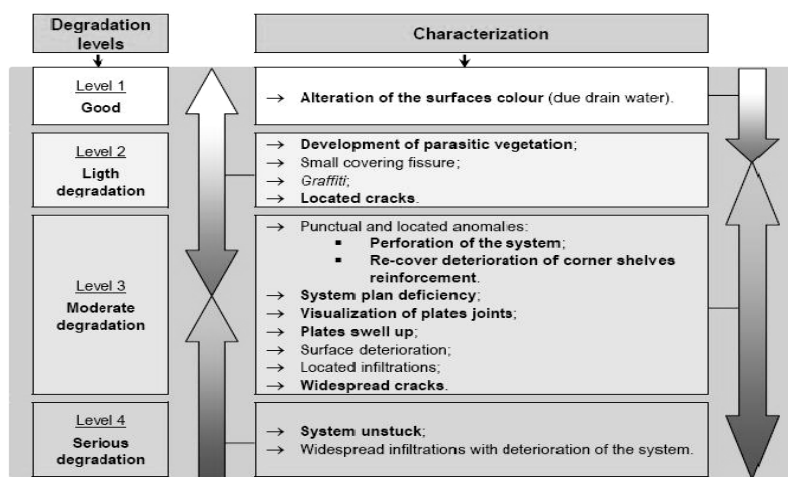 Degradation levels
Characterization
Level 1
Good
→ Alteration of the surfaces colour (due drain water).
Level 2
Ligth
degradation
→ Development of parasitic vegetation;
→ Small covering fissure;
→ Graffiti;
→ Located cracks.
Level 3
Moderate
degradation
→ Punctual and located anomalies:
▪ Perforation of the system;
▪ Re-cover deterioration of corner shelves
reinforcement.
→ System plan deficiency;
→ Visualization of plates joints;
→ Plates swell up;
→ Surface deterioration;
→ Located infiltrations;
→ Widespread cracks.
Level 4
Serious
degradation
→ System unstuck;
→ Widespread infiltrations with deterioration of the system.